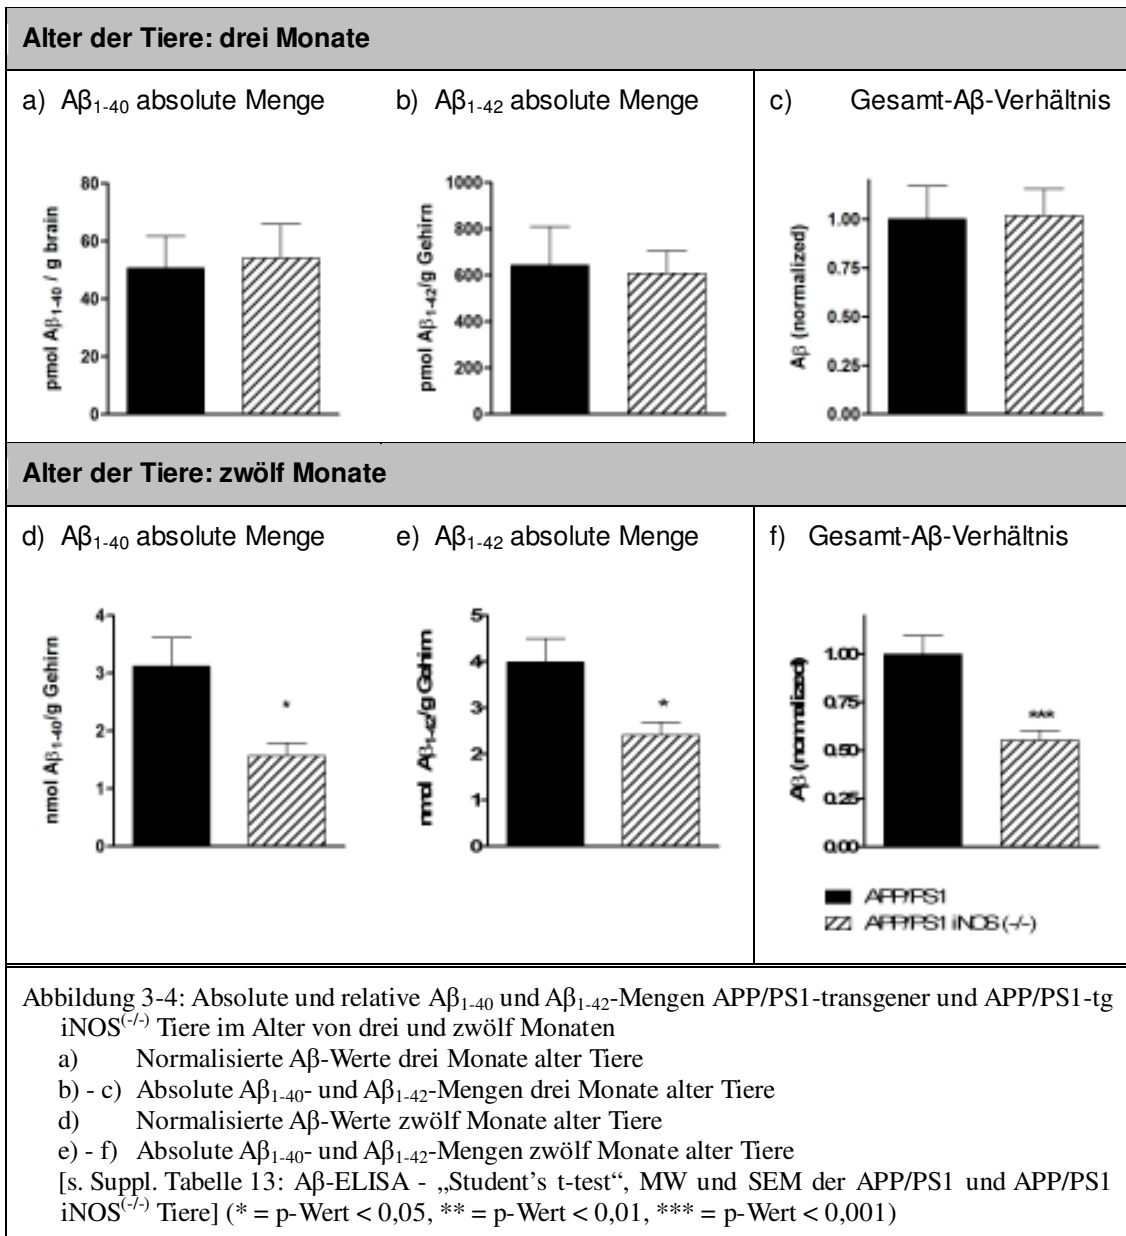 Alter der Tiere: drei Monate
a) Aβ1-40 absolute Menge
b) Aβ1-42 absolute Menge
c) Gesamt-Aβ-Verhältnis
pmol Aβ1-40 / g brain
80
60
40
20
0
pmol Aβ1-42/g Gehirn
1000
800
600
400
200
0
Aβ (normalized)
1.00
0.75
0.50
0.25
0.00
Alter der Tiere: zwölf Monate
d) Aβ1-40 absolute Menge
e) Aβ1-42 absolute Menge
f) Gesamt-Aβ-Verhältnis
nmol Aβ1-40/g Gehirn
4
3
2
1
0
*
nmol Aβ1-42/g Gehirn
5
4
3
2
1
0
*
Aβ (normalized)
1.00
0.75
0.50
0.25
0.00
***
APP/PS1
APP/PS1 iNOS (-/-)
Abbildung 3-4: Absolute und relative Aβ1-40 und Aβ1-42-Mengen APP/PS1-transgener und APP/PS1-tg
iNOS(-/-) Tiere im Alter von drei und zwölf Monaten
a) Normalisierte Aβ-Werte drei Monate alter Tiere
b) - c) Absolute Aβ1-40- und Aβ1-42-Mengen drei Monate alter Tiere
d) Normalisierte Aβ-Werte zwölf Monate alter Tiere
e) - f) Absolute Aβ1-40- und Aβ1-42-Mengen zwölf Monate alter Tiere
[s. Suppl. Tabelle 13: Aβ-ELISA - „Student's t-test“, MW und SEM der APP/PS1 und APP/PS1
iNOS(-/-) Tiere] (* = p-Wert < 0,05, ** = p-Wert < 0,01, *** = p-Wert < 0,001)